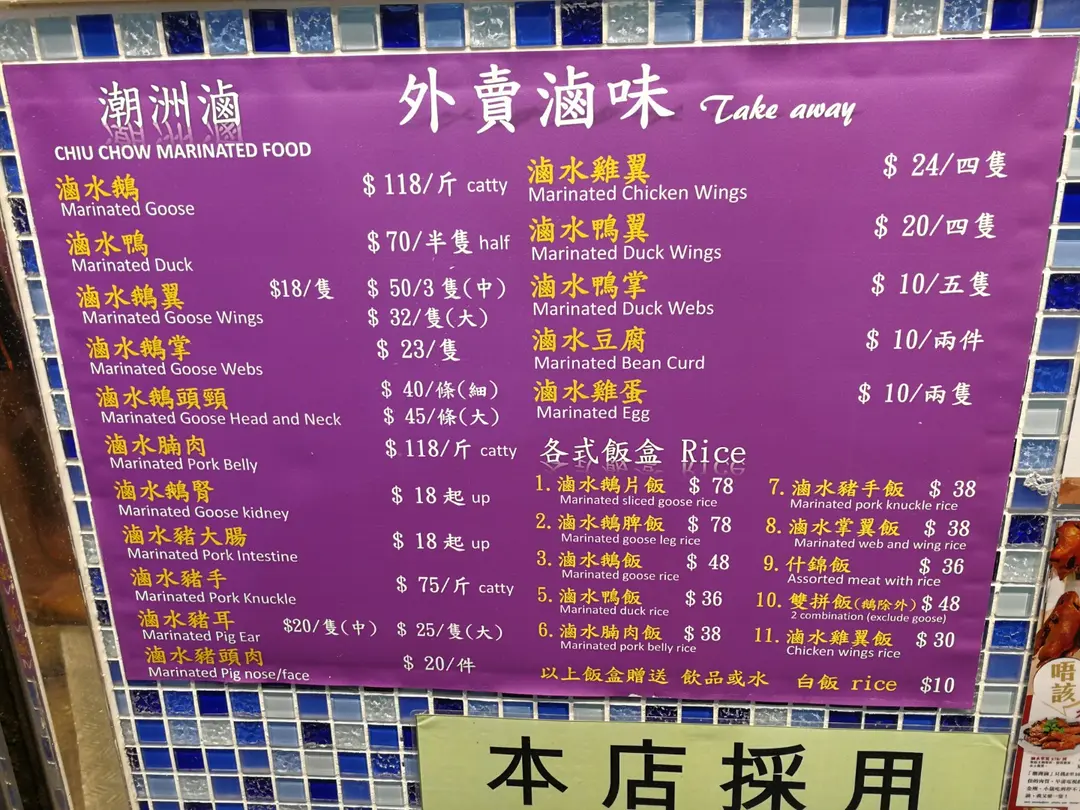 潮洲滷
外賣滷味 Take away
CHIU CHOW MARINATED FOOD
滷水鵝 $ 118/斤 catty
Marinated Goose
滷水鴨 $ 70/半隻 half
Marinated Duck
滷水鵝翼 $18/隻 $ 50/3隻(中)
Marinated Goose Wings $ 32/隻(大)
滷水鵝掌 $ 23/隻
Marinated Goose Webs
滷水鵝頭頸 $ 40/條(細)
Marinated Goose Head and Neck $ 45/條(大)
滷水腩肉 $ 118/斤 catty
Marinated Pork Belly
滷水鵝腎 $ 18 起 up
Marinated Goose kidney
滷水豬大腸 $ 18 起 up
Marinated Pork Intestine
滷水豬手 $ 75/斤 catty
Marinated Pork Knuckle
滷水豬耳 $20/隻(中) $ 25/隻(大)
Marinated Pig Ear
滷水豬頭肉 $ 20/件
Marinated Pig nose/face
滷水雞翼 $ 24/四隻
Marinated Chicken Wings
滷水鴨翼 $ 20/四隻
Marinated Duck Wings
滷水鴨掌 $ 10/五隻
Marinated Duck Webs
滷水豆腐 $ 10/兩件
Marinated Bean Curd
滷水雞蛋 $ 10/兩隻
Marinated Egg
各式飯盒 Rice
1. 滷水鵝片飯 $ 78
Marinated sliced goose rice
2. 滷水鵝脾飯 $ 78
Marinated goose leg rice
3. 滷水鵝飯 $ 48
Marinated goose rice
5. 滷水鴨飯 $ 36
Marinated duck rice
6. 滷水腩肉飯 $ 38
Marinated pork belly rice
7. 滷水豬手飯 $ 38
Marinated pork knuckle rice
8. 滷水掌翼飯 $ 38
Marinated web and wing rice
9. 什錦飯 $ 36
Assorted meat with rice
10. 雙拼飯(鵝除外) $ 48
2 combination (exclude goose)
11. 滷水雞翼飯 $ 30
Chicken wings rice
以上飯盒贈送 飲品或水 白飯 rice $10
本店採用
唔該